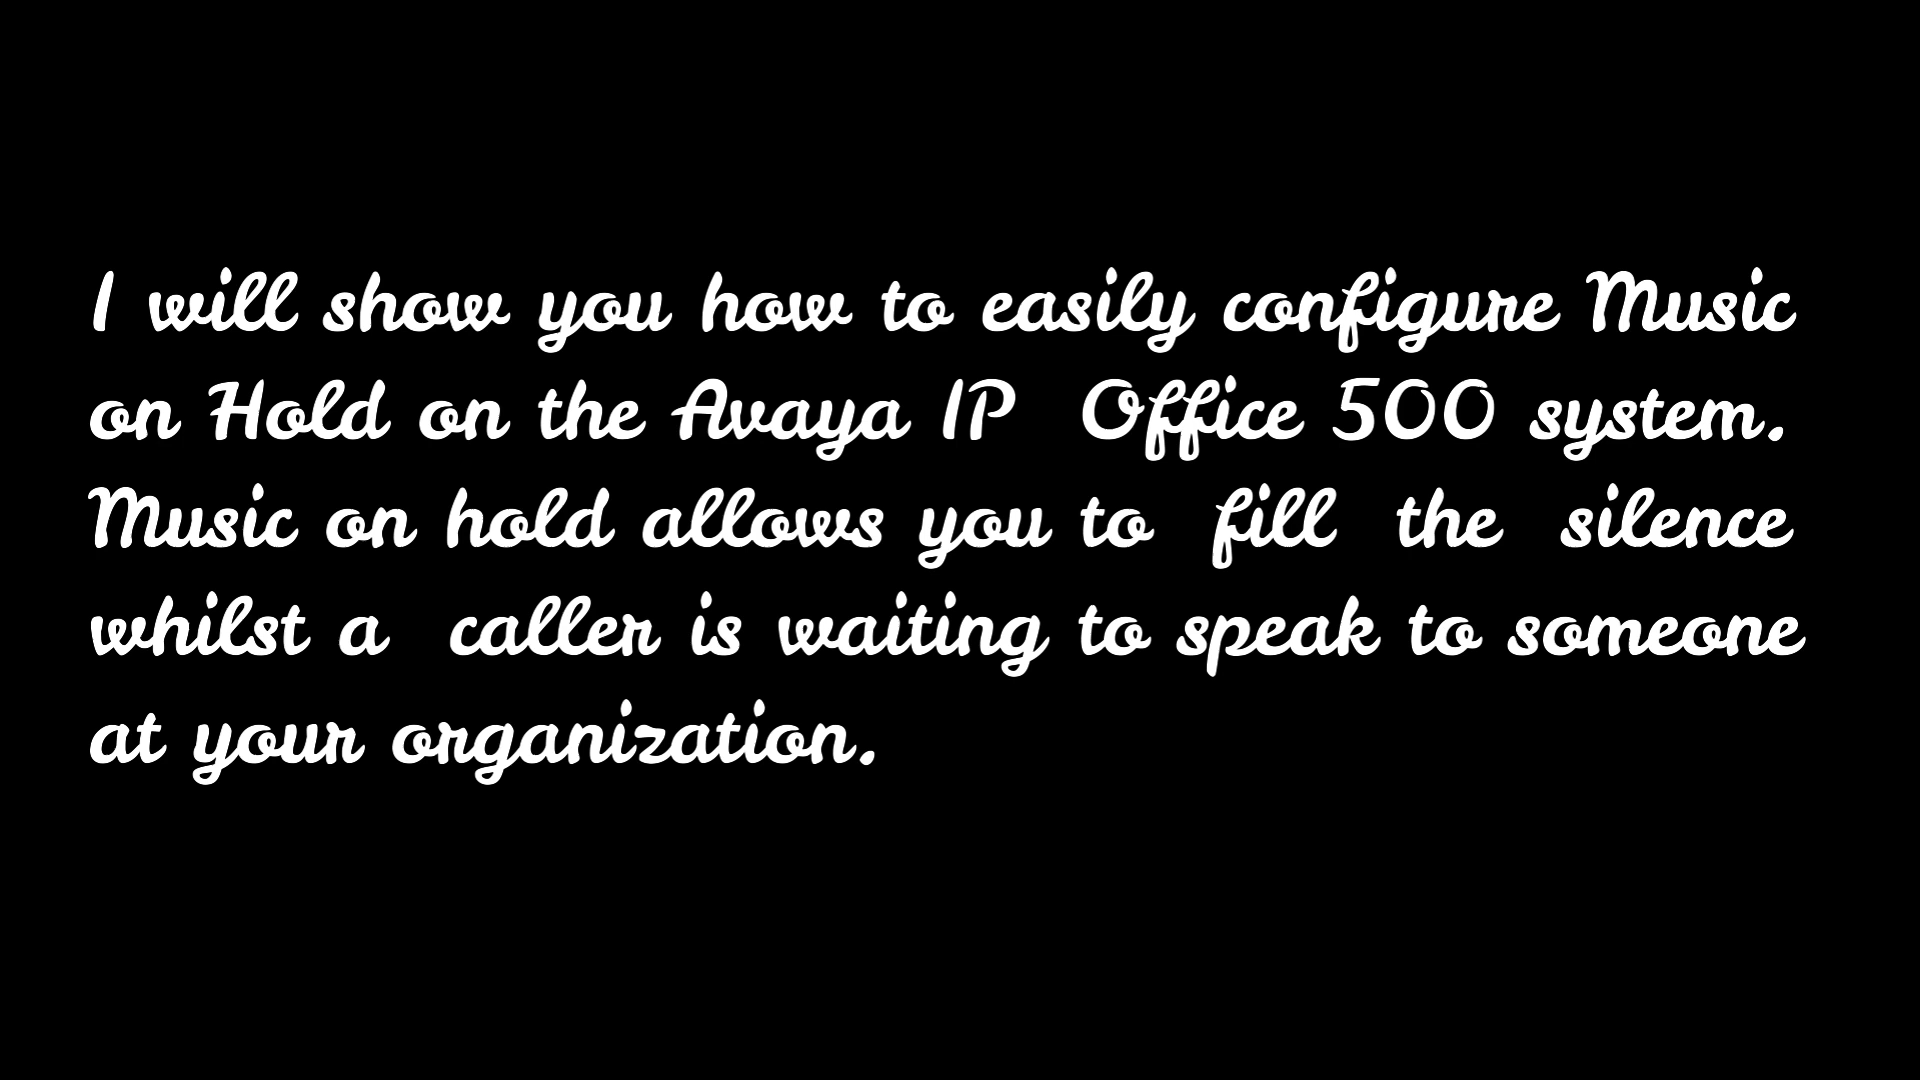 I will show you how to easily configure Music
on Hold on the Avaya IP Office 500 system.
Music on hold allows you to fill the silence
whilst a caller is waiting to speak to someone
at your organization.